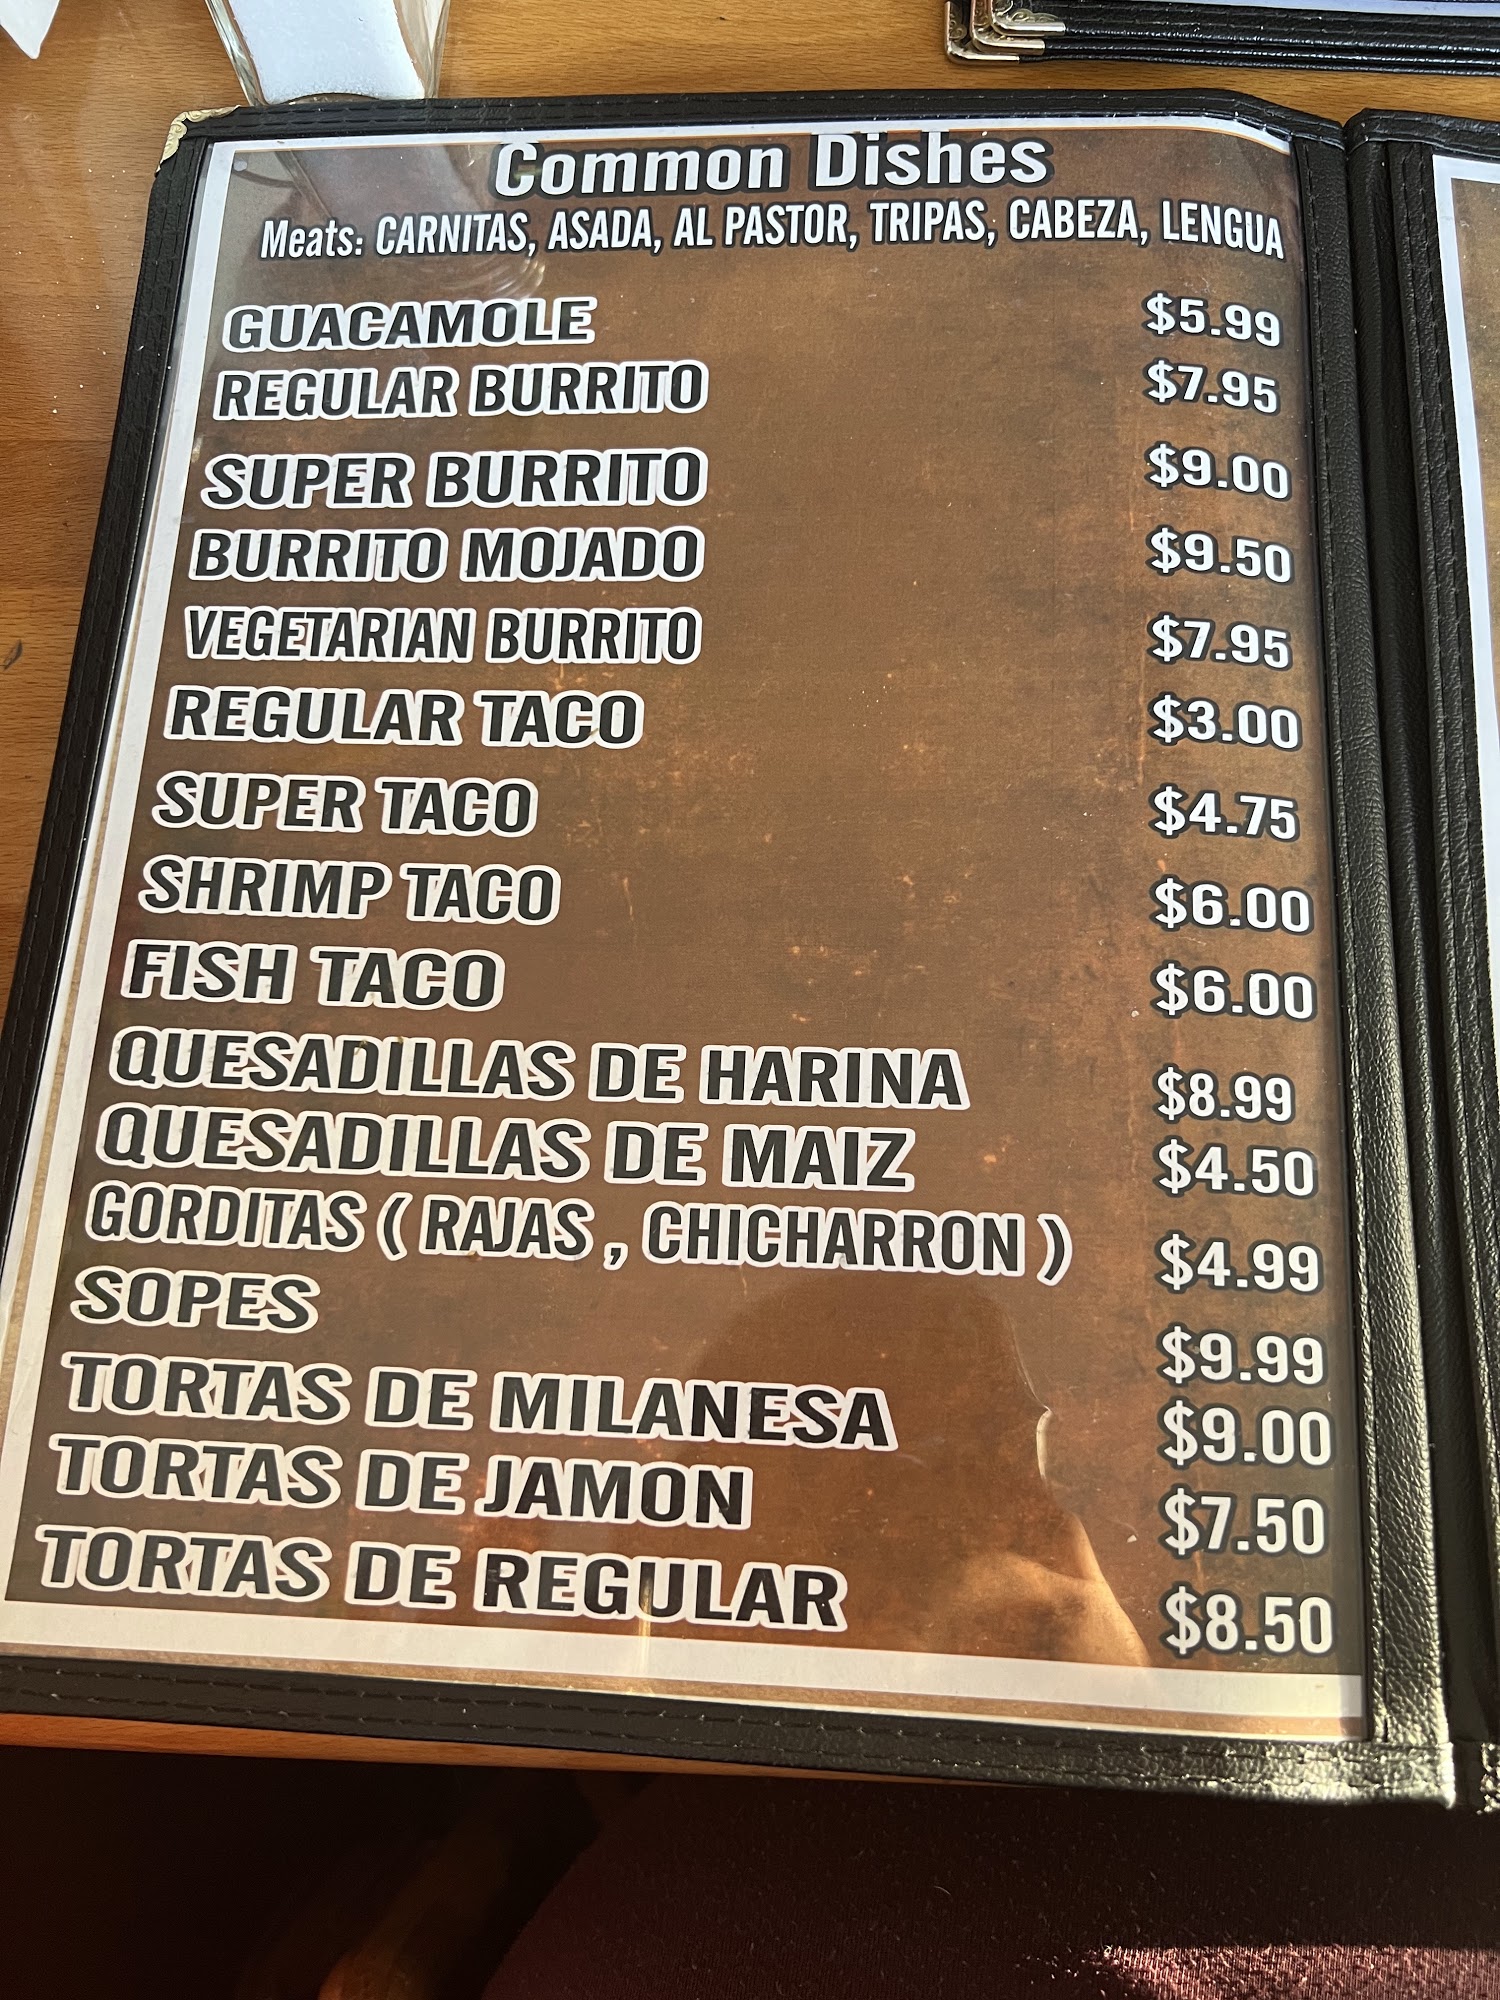 Common Dishes
Meats: CARNITAS, ASADA, AL PASTOR, TRIPAS, CABEZA, LENGUA
GUACAMOLE $5.99
REGULAR BURRITO $7.95
SUPER BURRITO $9.00
BURRITO MOJADO $9.50
VEGETARIAN BURRITO $7.95
REGULAR TACO $3.00
SUPER TACO $4.75
SHRIMP TACO $6.00
FISH TACO $6.00
QUESADILLAS DE HARINA $8.99
QUESADILLAS DE MAIZ $4.50
GORDITAS ( RAJAS , CHICHARRON ) $4.99
SOPES $9.99
TORTAS DE MILANESA $9.00
TORTAS DE JAMON $7.50
TORTAS DE REGULAR $8.50